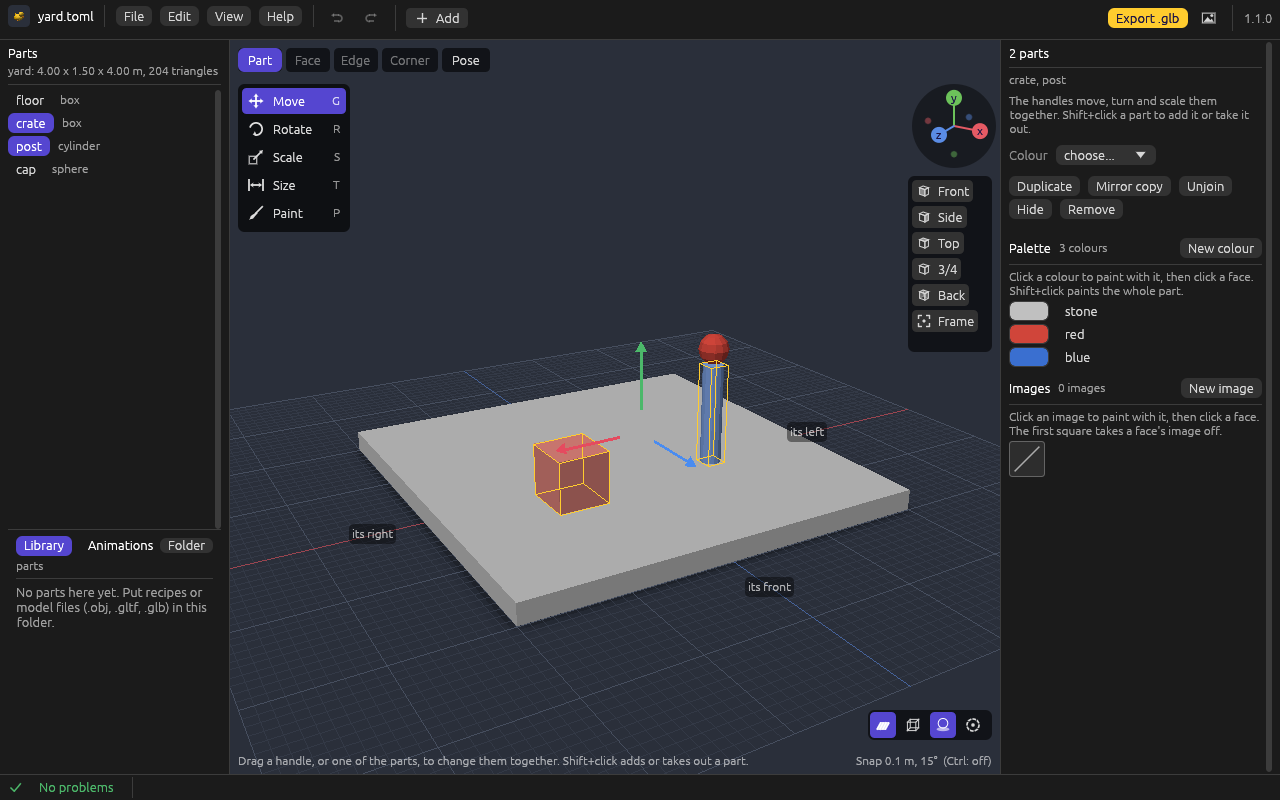 yard.toml File Edit View Help + Add Export .glb 1.1.0
Parts
yard: 4.00 x 1.50 x 4.00 m, 204 triangles
floor box
crate box
post cylinder
cap sphere
Library Animations Folder
parts
No parts here yet. Put recipes or
model files (.obj, .gltf, .glb) in this
folder.
Part Face Edge Corner Pose
Move G
Rotate R
Scale S
Size T
Paint P
y
x
z
Front
Side
Top
3/4
Back
Frame
its left
its right
its front
Drag a handle, or one of the parts, to change them together. Shift+click adds or takes out a part.
Snap 0.1 m, 15° (Ctrl: off)
2 parts
crate, post
The handles move, turn and scale them
together. Shift+click a part to add it or take it
out.
Colour choose...
Duplicate Mirror copy Unjoin
Hide Remove
Palette 3 colours New colour
Click a colour to paint with it, then click a face.
Shift+click paints the whole part.
stone
red
blue
Images 0 images New image
Click an image to paint with it, then click a face.
The first square takes a face's image off.
No problems